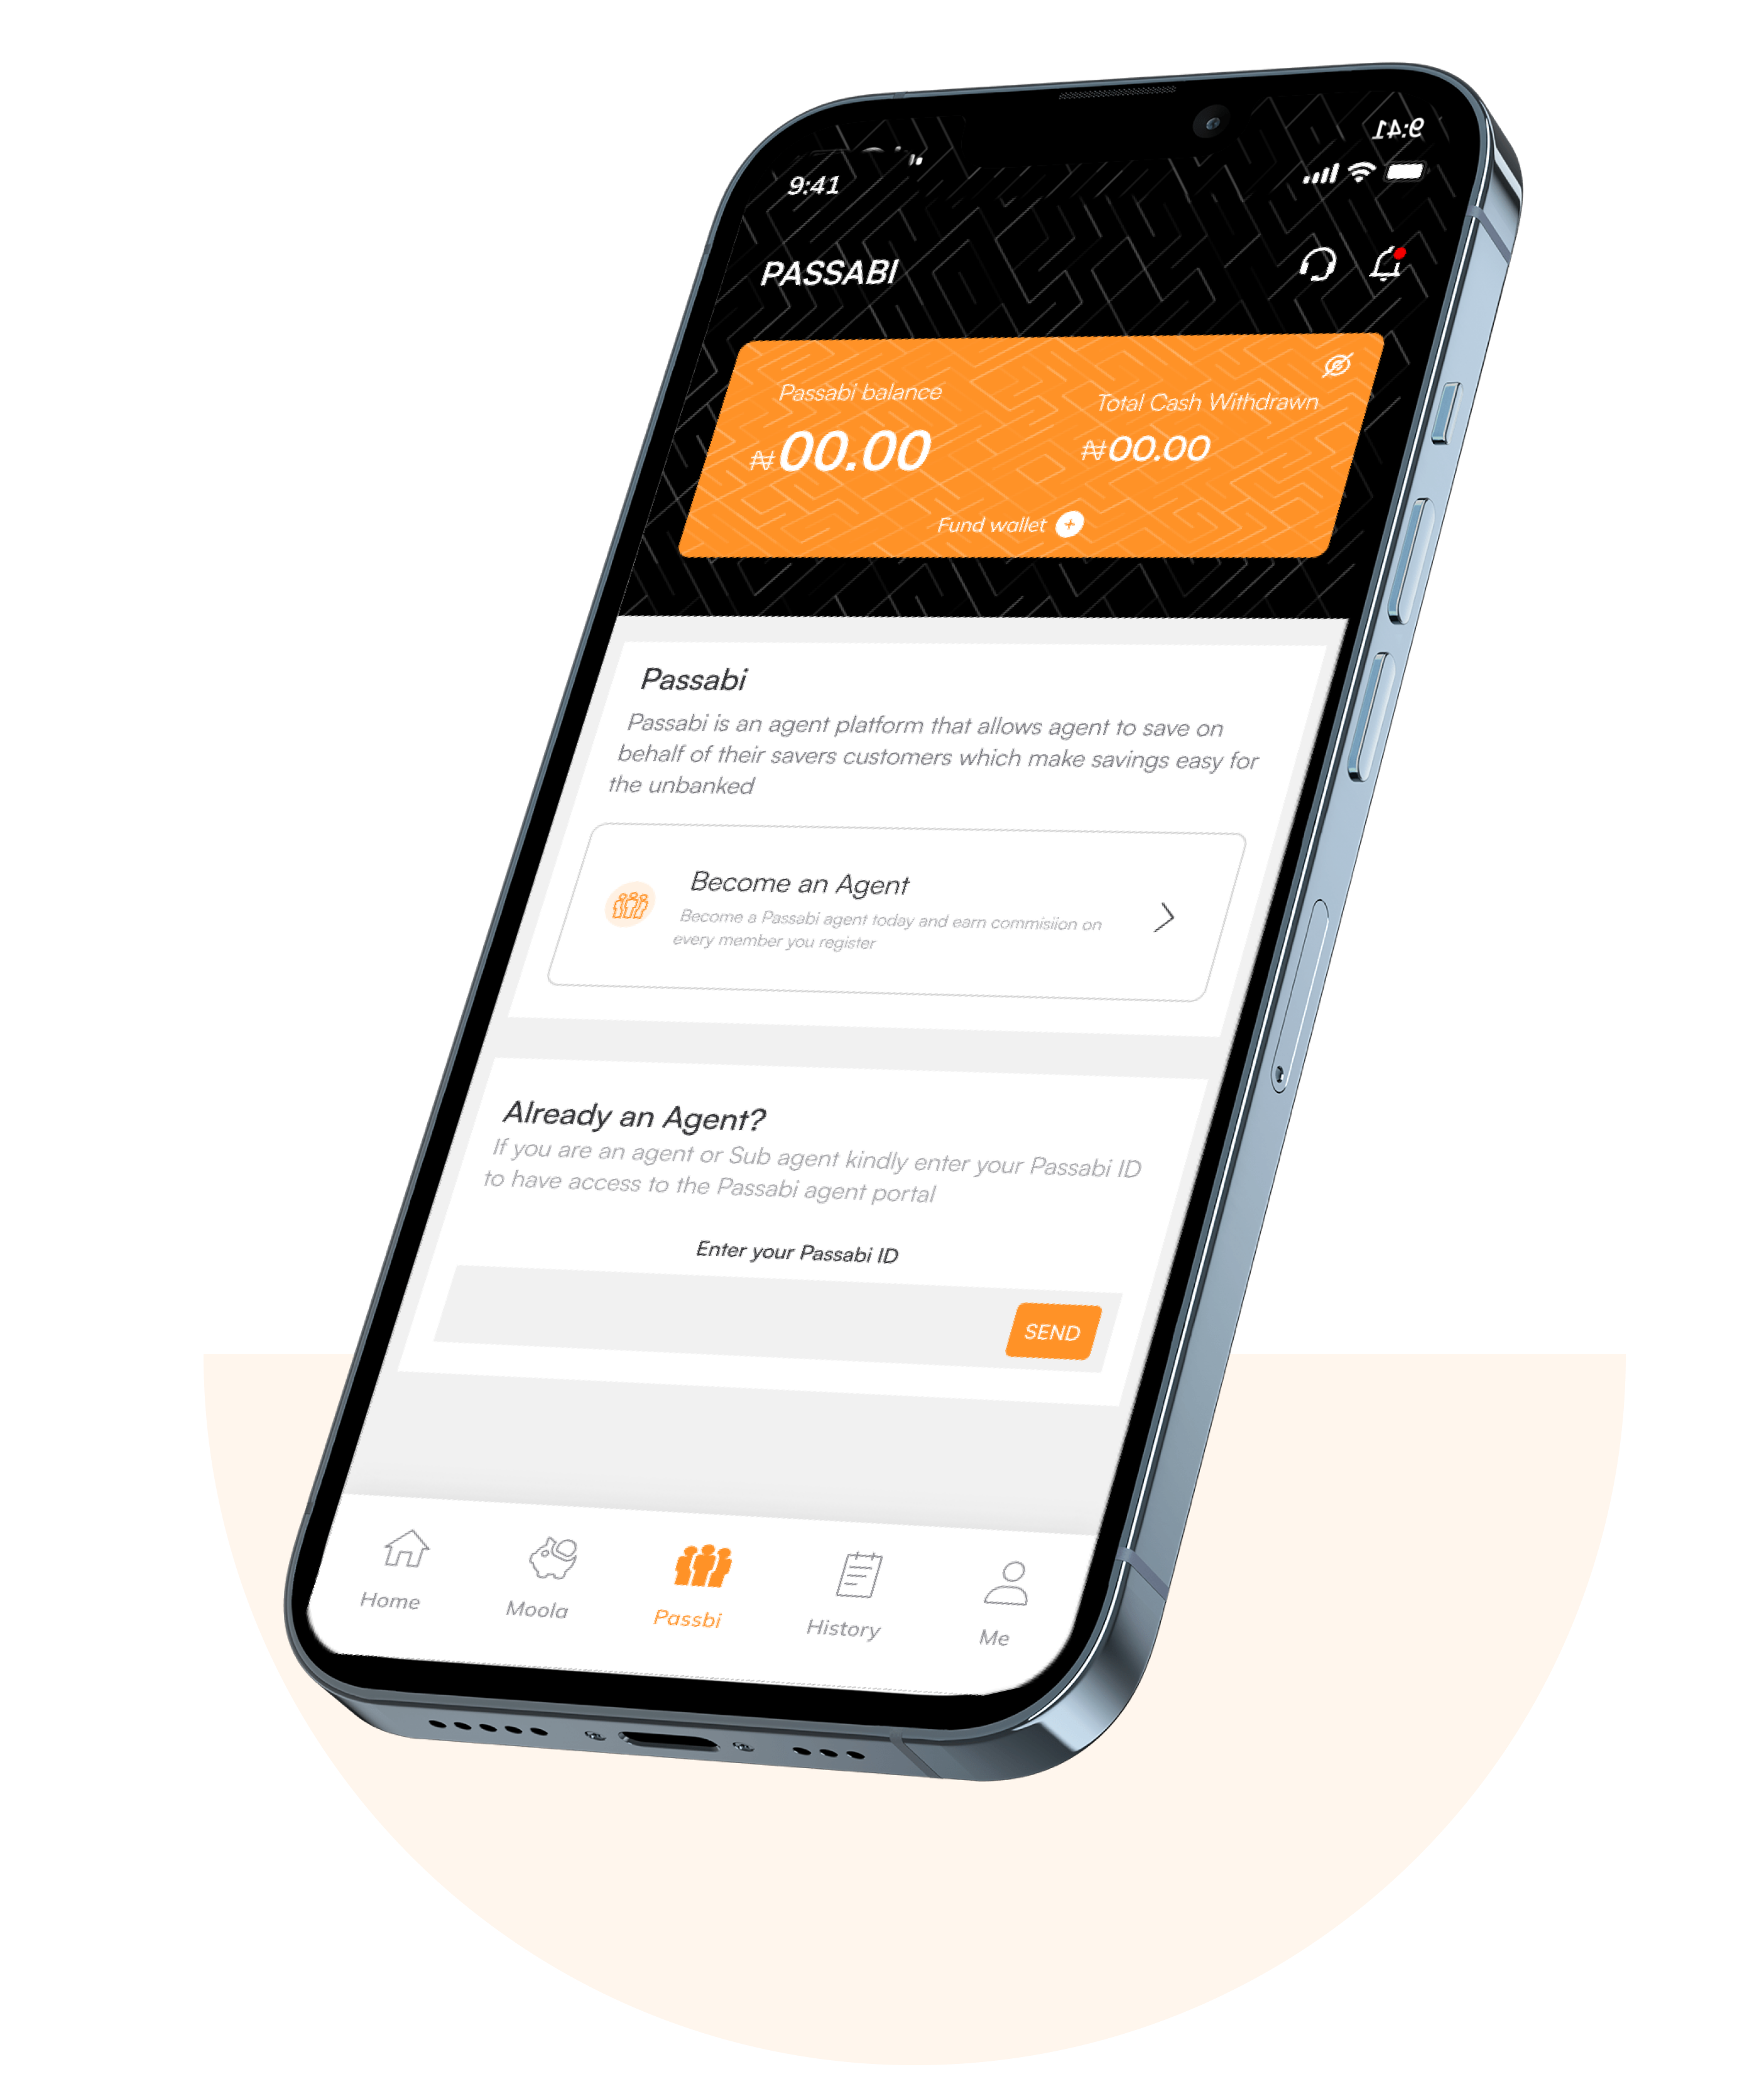 9:41
9:41
PASSABI
Passabi balance
Total Cash Withdrawn
₦00.00
₦00.00
Fund wallet +
Passabi
Passabi is an agent platform that allows agent to save on
behalf of their savers customers which make savings easy for
the unbanked
Become an Agent
Become a Passabi agent today and earn commisiion on
every member you register
Already an Agent?
If you are an agent or Sub agent kindly enter your Passabi ID
to have access to the Passabi agent portal
Enter your Passabi ID
SEND
Home
Moola
Passbi
History
Me